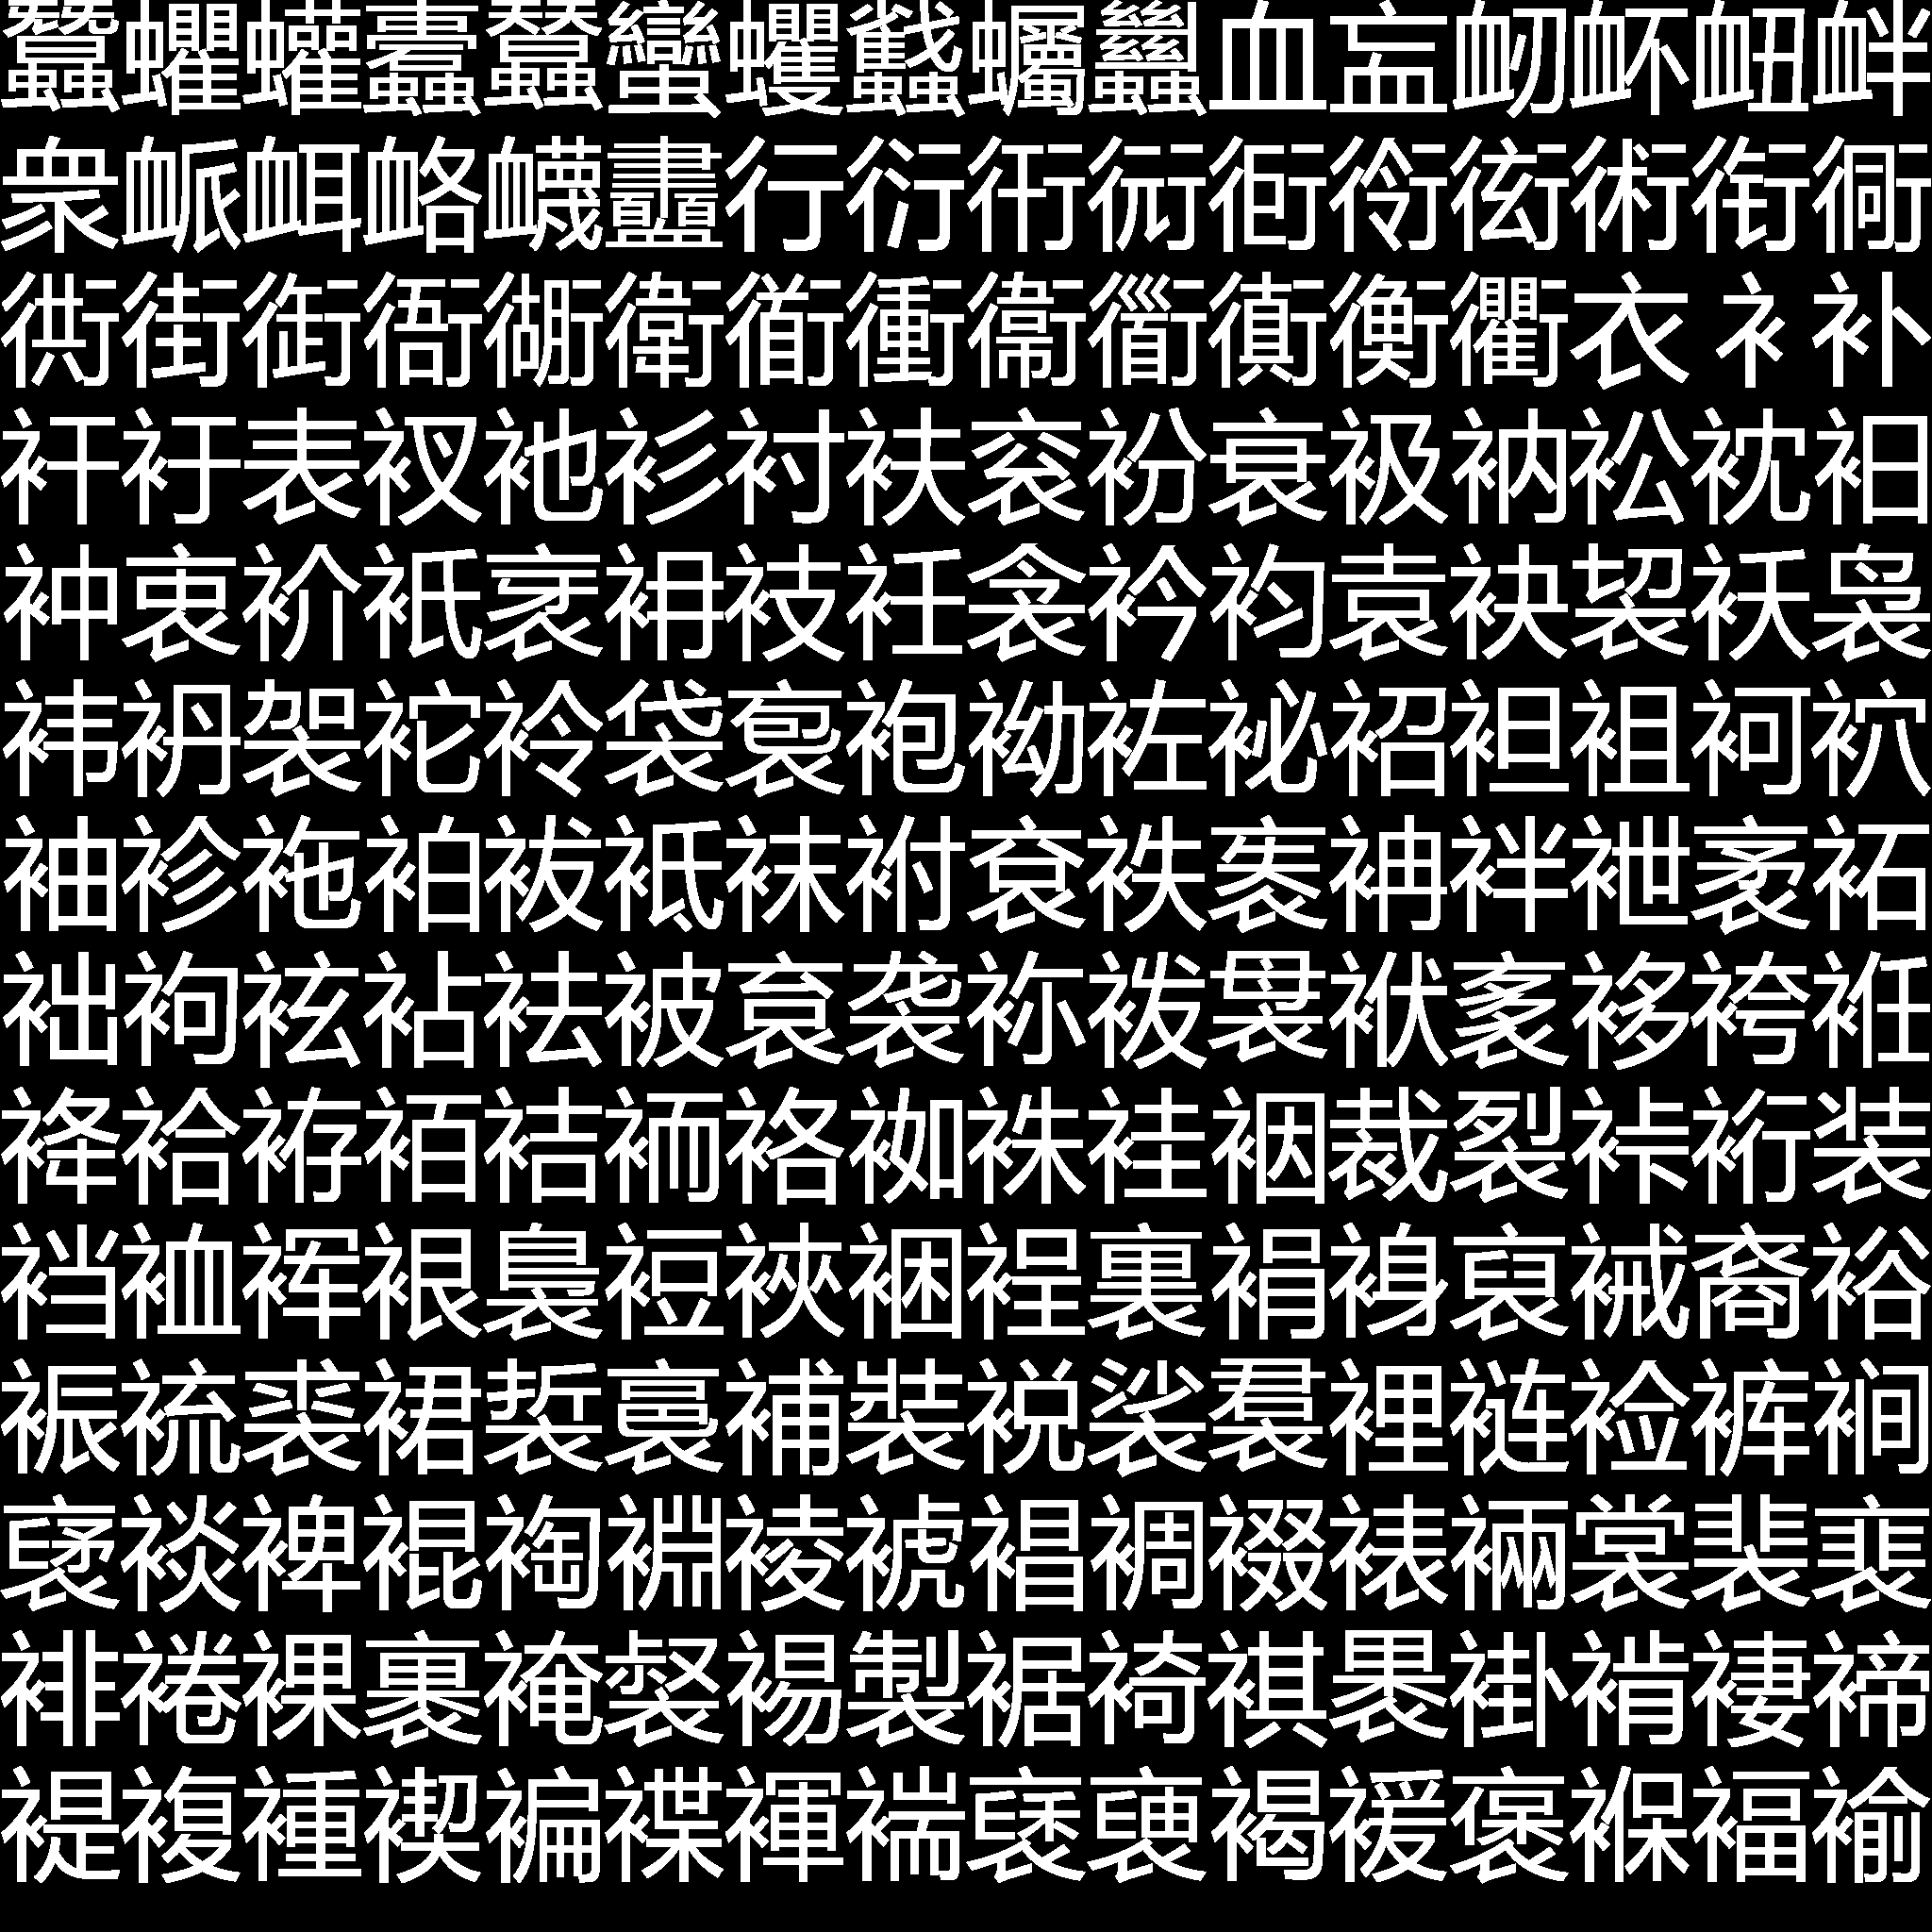 蠶蠷蠸蠹蠺蠻蠼蠽蠾蠿血衁衂衃衄衅
衆衇衈衉衊衋行衍衎衏衐衑衒術衔衕
衖街衘衙衚衛衜衝衞衟衠衡衢衣衤补
衦衧表衩衪衫衬衭衮衯衰衱衲衳衴衵
衶衷衸衹衺衻衼衽衾衿袀袁袂袃袄袅
袆袇袈袉袊袋袌袍袎袏袐袑袒袓袔袕
袖袗袘袙袚袛袜袝袞袟袠袡袢袣袤袥
袦袧袨袩袪被袬袭袮袯袰袱袲袳袴袵
袶袷袸袹袺袻袼袽袾袿裀裁裂裃裄装
裆裇裈裉裊裋裌裍裎裏裐裑裒裓裔裕
裖裗裘裙裚裛補裝裞裟裠裡裢裣裤裥
裦裧裨裩裪裫裬裭裮裯裰裱裲裳裴裵
裶裷裸裹裺裻裼製裾裿褀褁褂褃褄褅
褆複褈褉褊褋褌褍褎褏褐褑褒褓褔褕